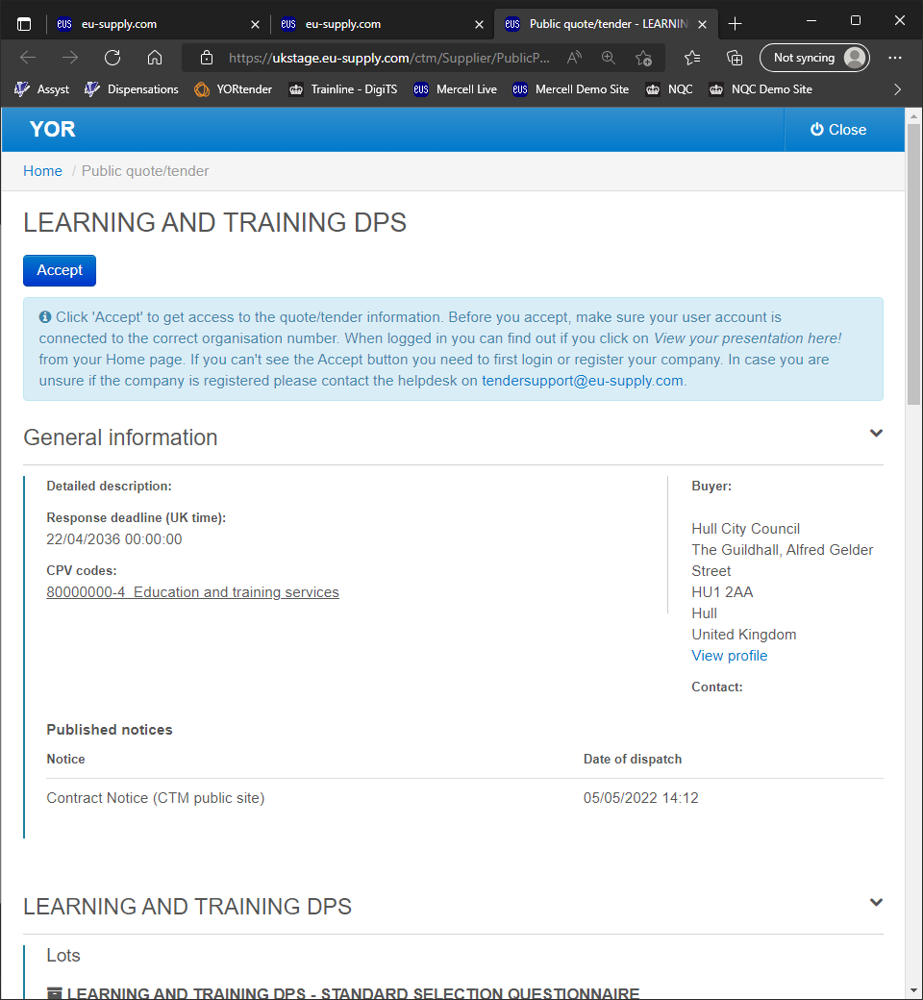 eu-supply.com
eu-supply.com
Public quote/tender - LEARNIN
https://ukstage.eu-supply.com/ctm/Supplier/PublicP...
Not syncing
Assyst
Dispensations
YORtender
Trainline - DigiTS
Mercell Live
Mercell Demo Site
NQC
NQC Demo Site
YOR
Close
Home / Public quote/tender
LEARNING AND TRAINING DPS
Accept
Click 'Accept' to get access to the quote/tender information. Before you accept, make sure your user account is
connected to the correct organisation number. When logged in you can find out if you click on View your presentation here!
from your Home page. If you can't see the Accept button you need to first login or register your company. In case you are
unsure if the company is registered please contact the helpdesk on tendersupport@eu-supply.com.
General information
Detailed description:
Response deadline (UK time):
22/04/2036 00:00:00
CPV codes:
80000000-4 Education and training services
Buyer:
Hull City Council
The Guildhall, Alfred Gelder
Street
HU1 2AA
Hull
United Kingdom
View profile
Contact:
Published notices
Notice Date of dispatch
Contract Notice (CTM public site) 05/05/2022 14:12
LEARNING AND TRAINING DPS
Lots
LEARNING AND TRAINING DPS - STANDARD SELECTION QUESTIONNAIRE